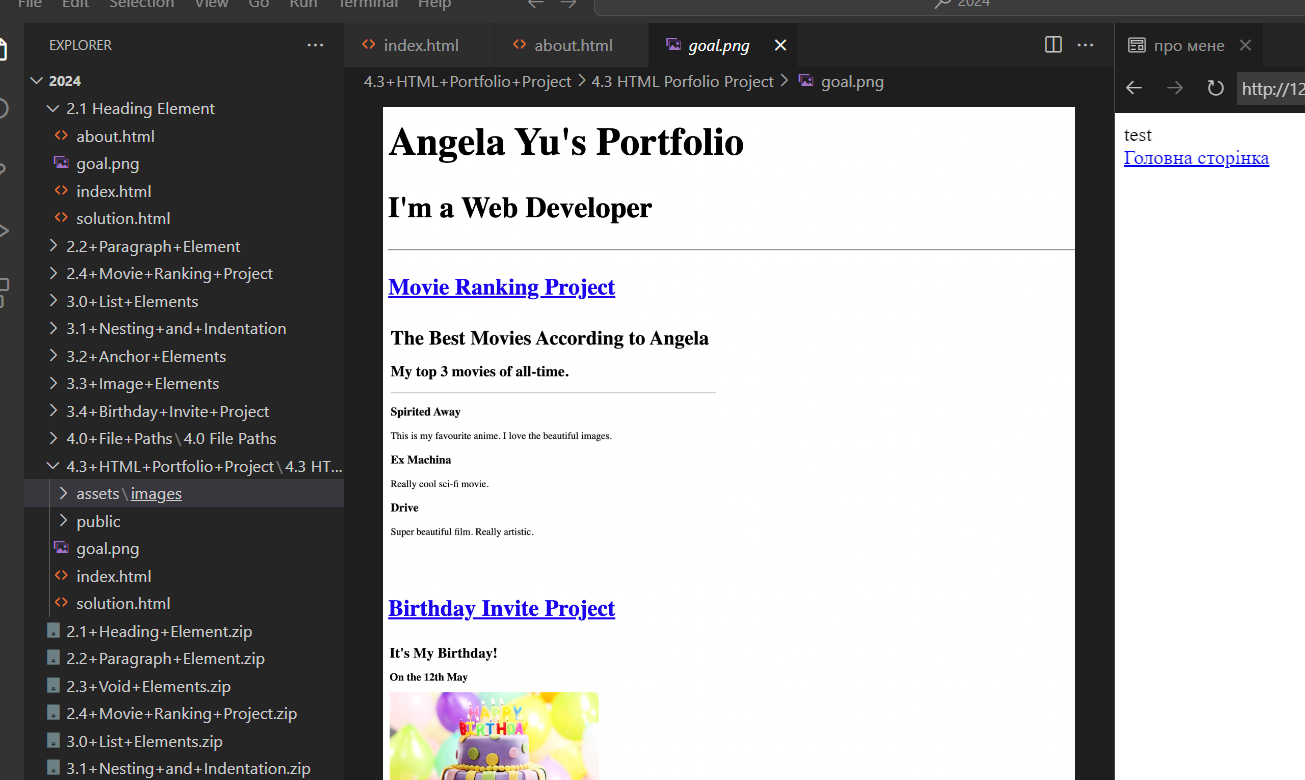 File Edit Selection View Go Run Terminal Help
2024
EXPLORER
2024
2.1 Heading Element
about.html
goal.png
index.html
solution.html
2.2+Paragraph+Element
2.4+Movie+Ranking+Project
3.0+List+Elements
3.1+Nesting+and+Indentation
3.2+Anchor+Elements
3.3+Image+Elements
3.4+Birthday+Invite+Project
4.0+File+Paths\4.0 File Paths
4.3+HTML+Portfolio+Project\4.3 HT...
assets\images
public
goal.png
index.html
solution.html
2.1+Heading+Element.zip
2.2+Paragraph+Element.zip
2.3+Void+Elements.zip
2.4+Movie+Ranking+Project.zip
3.0+List+Elements.zip
3.1+Nesting+and+Indentation.zip
index.html
about.html
goal.png
4.3+HTML+Portfolio+Project > 4.3 HTML Porfolio Project > goal.png
Angela Yu's Portfolio
I'm a Web Developer
Movie Ranking Project
The Best Movies According to Angela
My top 3 movies of all-time.
Spirited Away
This is my favourite anime. I love the beautiful images.
Ex Machina
Really cool sci-fi movie.
Drive
Super beautiful film. Really artistic.
Birthday Invite Project
It's My Birthday!
On the 12th May
HAPPY
BIRTHDAY
про мене
http://12
test
Головна сторінка